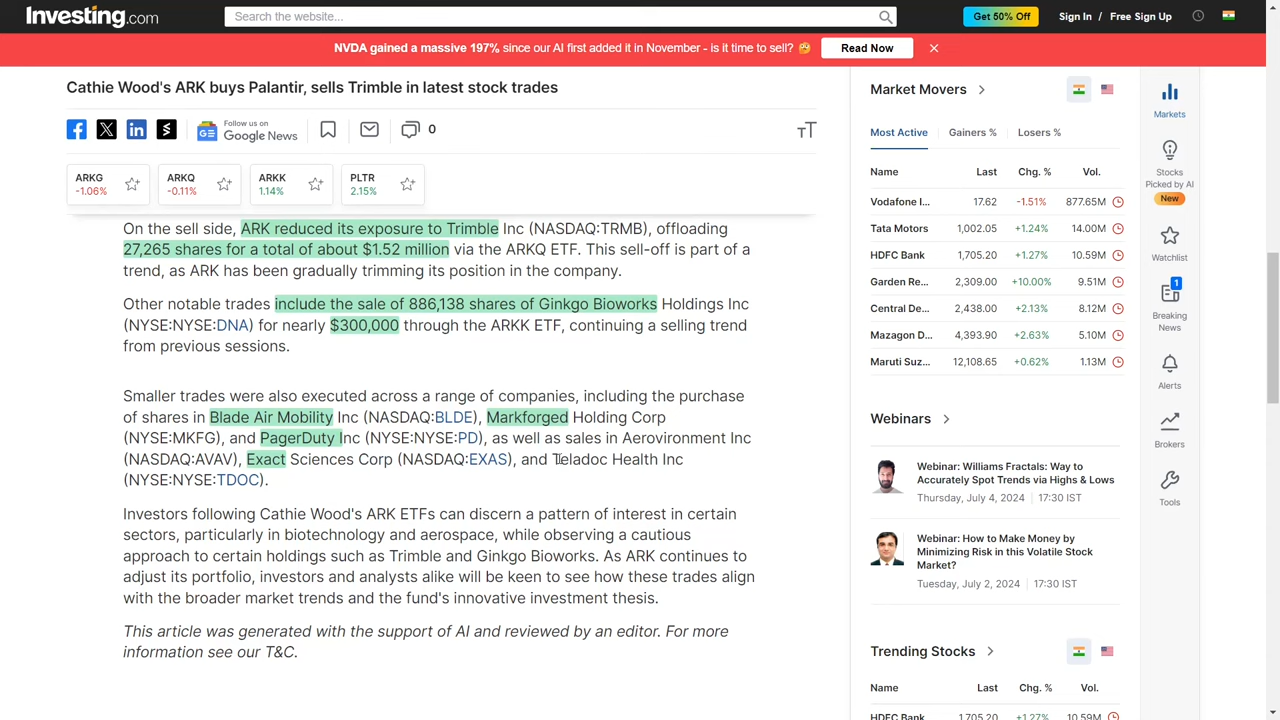 Investing.com
Search the website...
Get 50% Off
Sign In / Free Sign Up
NVDA gained a massive 197% since our AI first added it in November - is it time to sell? 🤔
Read Now
Cathie Wood's ARK buys Palantir, sells Trimble in latest stock trades
Follow us on
Google News
0
ARKG
-1.06%
ARKQ
-0.11%
ARKK
1.14%
PLTR
2.15%
On the sell side, ARK reduced its exposure to Trimble Inc (NASDAQ:TRMB), offloading
27,265 shares for a total of about $1.52 million via the ARKQ ETF. This sell-off is part of a
trend, as ARK has been gradually trimming its position in the company.
Other notable trades include the sale of 886,138 shares of Ginkgo Bioworks Holdings Inc
(NYSE:NYSE:DNA) for nearly $300,000 through the ARKK ETF, continuing a selling trend
from previous sessions.
Smaller trades were also executed across a range of companies, including the purchase
of shares in Blade Air Mobility Inc (NASDAQ:BLDE), Markforged Holding Corp
(NYSE:MKFG), and PagerDuty Inc (NYSE:NYSE:PD), as well as sales in Aerovironment Inc
(NASDAQ:AVAV), Exact Sciences Corp (NASDAQ:EXAS), and Teladoc Health Inc
(NYSE:NYSE:TDOC).
Investors following Cathie Wood's ARK ETFs can discern a pattern of interest in certain
sectors, particularly in biotechnology and aerospace, while observing a cautious
approach to certain holdings such as Trimble and Ginkgo Bioworks. As ARK continues to
adjust its portfolio, investors and analysts alike will be keen to see how these trades align
with the broader market trends and the fund's innovative investment thesis.
This article was generated with the support of AI and reviewed by an editor. For more
information see our T&C.
Market Movers
Most Active Gainers % Losers %
Name Last Chg. % Vol.
Vodafone I... 17.62 -1.51% 877.65M
Tata Motors 1,002.05 +1.24% 14.00M
HDFC Bank 1,705.20 +1.27% 10.59M
Garden Re... 2,309.00 +10.00% 9.51M
Central De... 2,438.00 +2.13% 8.12M
Mazagon D... 4,393.90 +2.63% 5.10M
Maruti Suz... 12,108.65 +0.62% 1.13M
Webinars
Webinar: Williams Fractals: Way to
Accurately Spot Trends via Highs & Lows
Thursday, July 4, 2024 | 17:30 IST
Webinar: How to Make Money by
Minimizing Risk in this Volatile Stock
Market?
Tuesday, July 2, 2024 | 17:30 IST
Trending Stocks
Name Last Chg. % Vol.
HDFC Bank 1,705.20 +1.27% 10.59M
Markets
Stocks
Picked by AI
New
Watchlist
1
Breaking
News
Alerts
Brokers
Tools